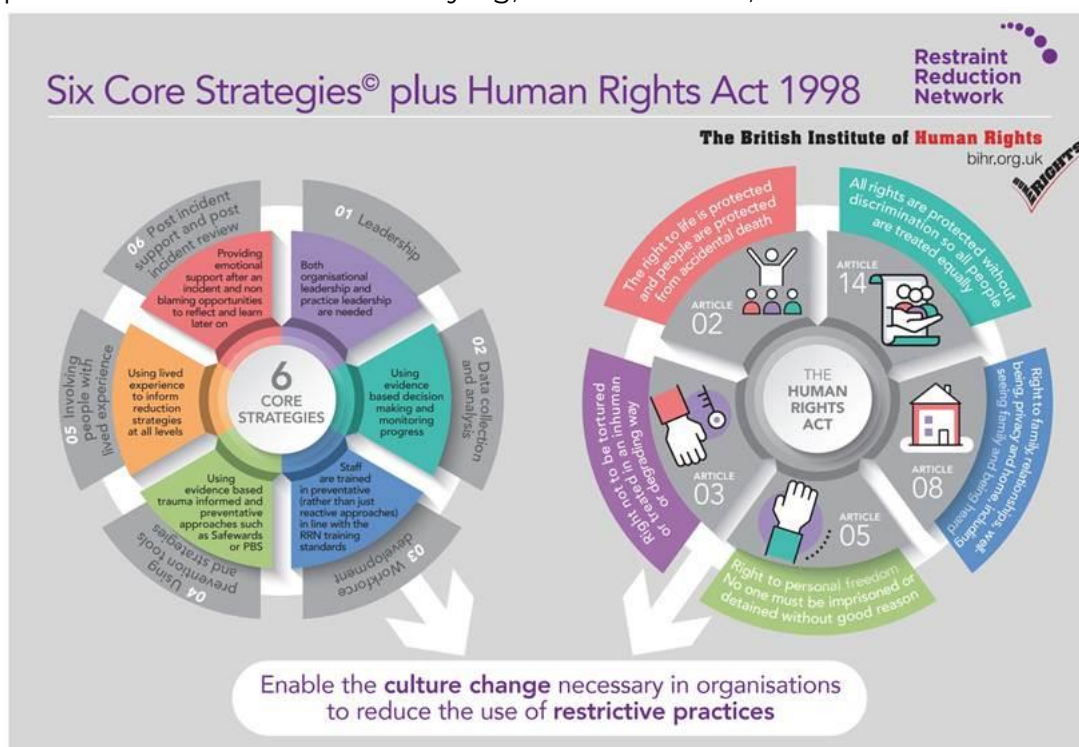 Six Core Strategies© plus Human Rights Act 1998
Restraint
Reduction
Network
The British Institute of Human Rights
bihr.org.uk
HUMAN RIGHTS
01 Leadership
Both
organisational
leadership and
practice leadership
are needed
02 Data collection
and analysis
Using
evidence
based decision
making and
monitoring
progress
03 Workforce
development
Staff
are trained
in preventative
(rather than just
reactive approaches)
in line with the
RRN training
standards
04 Using
prevention tools
and strategies
Using
evidence based
trauma informed and
preventative
approaches such
as Safewards
or PBS
05 Involving
people with
lived experience
Using lived
experience
to inform
reduction
strategies
at all levels
06 Post incident
support and post
incident review
Providing
emotional
support after an
incident and non
blaming opportunities
to reflect and learn
later on
6
CORE
STRATEGIES
The right to life is protected
and people are protected
from accidental death
ARTICLE
02
All rights are protected without
discrimination so all people
are treated equally
ARTICLE
14
Right to family relationships, well-
being, privacy and home, including
seeing family and being heard
ARTICLE
08
Right to personal freedom.
No one must be imprisoned or
detained without good reason
ARTICLE
05
Right not to be tortured
or treated in an inhuman
or degrading way
ARTICLE
03
THE
HUMAN
RIGHTS
ACT
Enable the culture change necessary in organisations
to reduce the use of restrictive practices